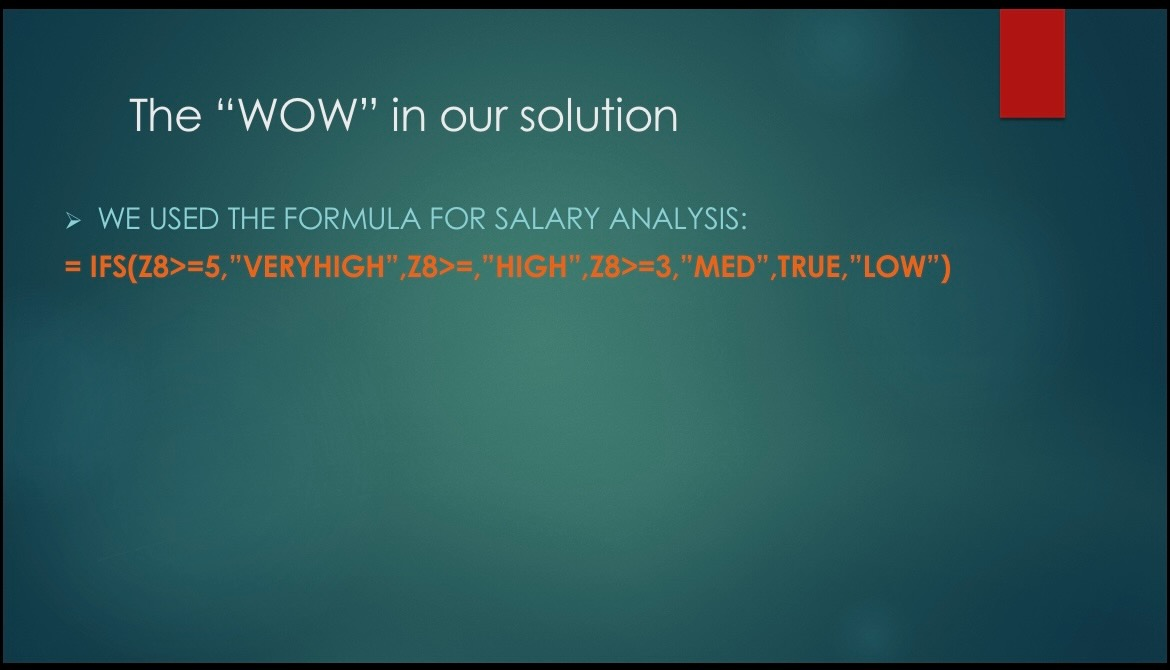 The “WOW” in our solution
➢ WE USED THE FORMULA FOR SALARY ANALYSIS:
= IFS(Z8>=5,”VERYHIGH”,Z8>=,”HIGH”,Z8>=3,”MED”,TRUE,”LOW”)